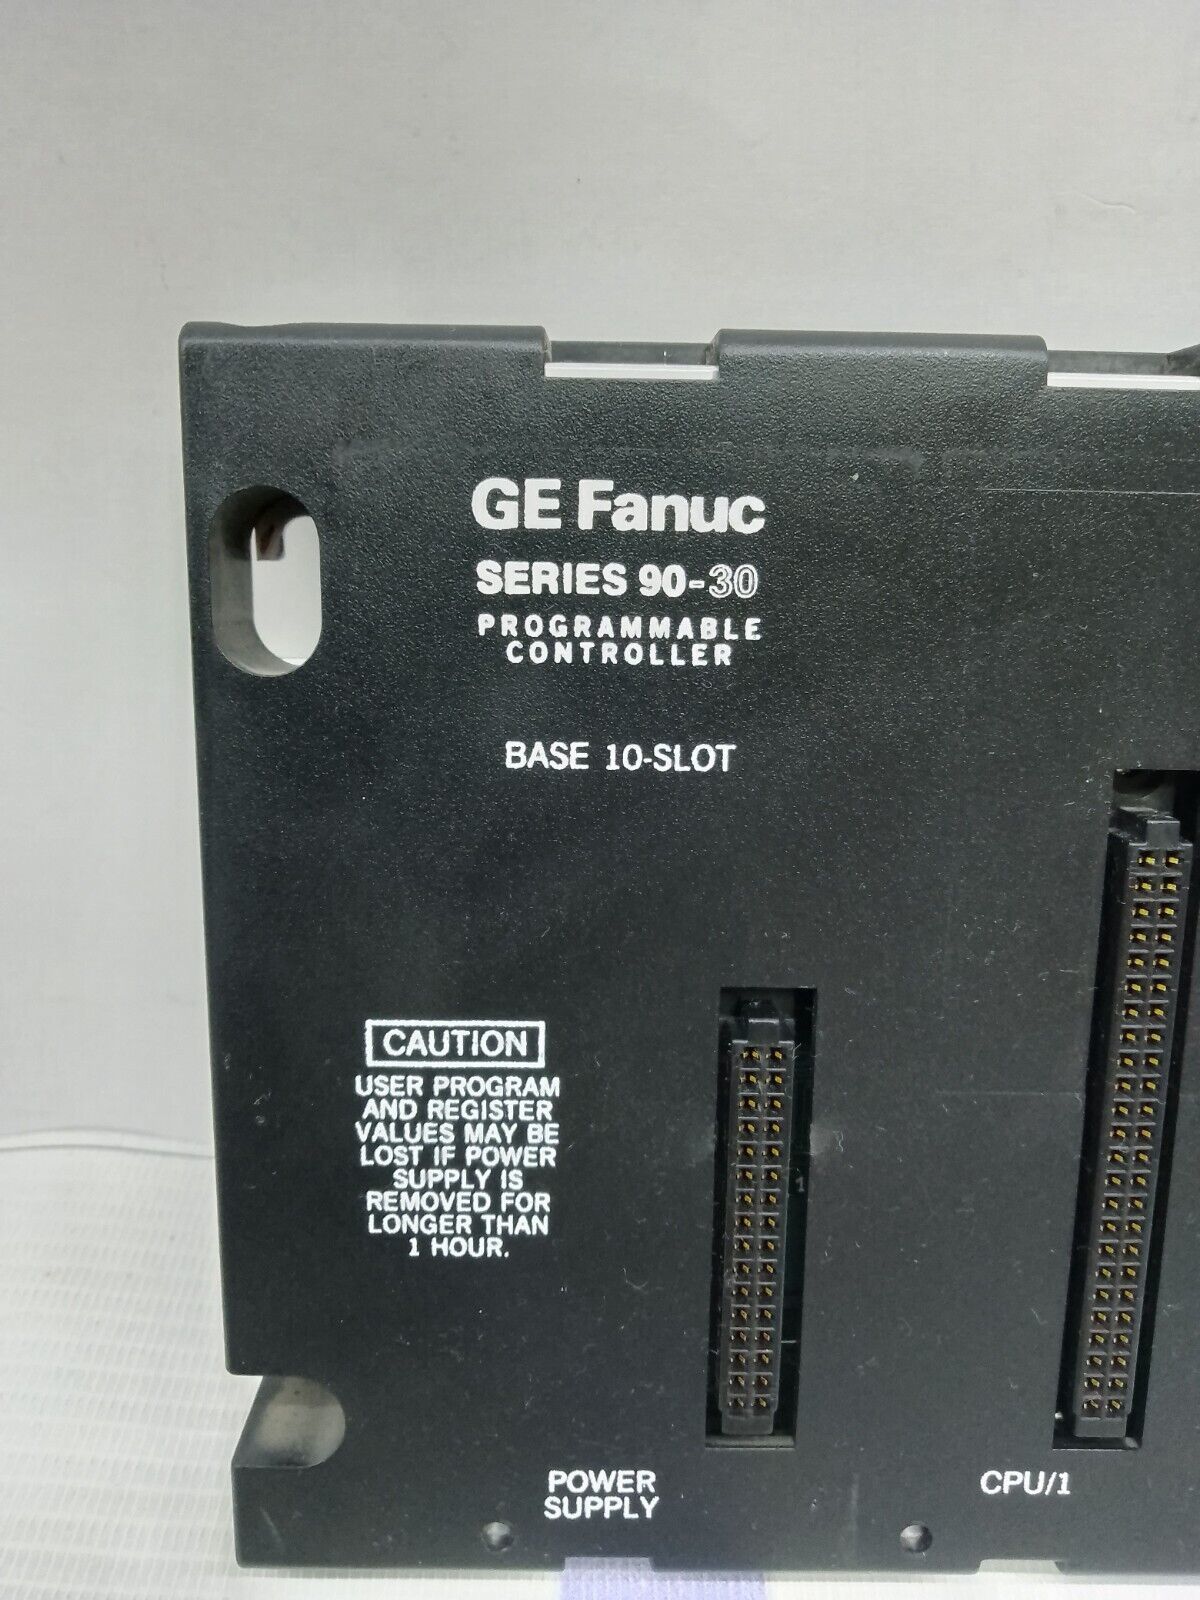 GE Fanuc
SERIES 90-30
PROGRAMMABLE
CONTROLLER
BASE 10-SLOT
CAUTION
USER PROGRAM
AND REGISTER
VALUES MAY BE
LOST IF POWER
SUPPLY IS
REMOVED FOR
LONGER THAN
1 HOUR.
1
POWER
SUPPLY
CPU/1